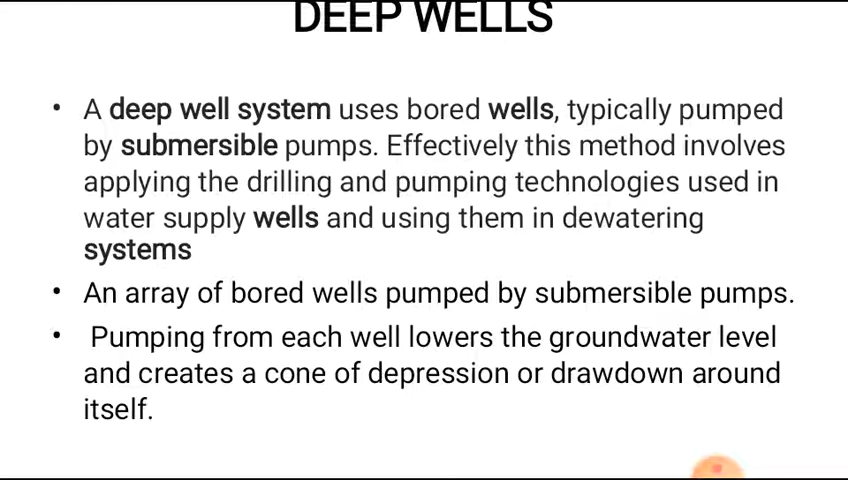 DEEP WELLS
• A deep well system uses bored wells, typically pumped
by submersible pumps. Effectively this method involves
applying the drilling and pumping technologies used in
water supply wells and using them in dewatering
systems
• An array of bored wells pumped by submersible pumps.
• Pumping from each well lowers the groundwater level
and creates a cone of depression or drawdown around
itself.